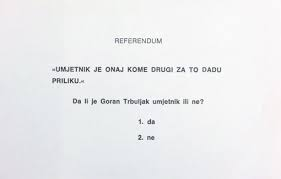 REFERENDUM
»UMJETNIK JE ONAJ KOME DRUGI ZA TO DADU
PRILIKU.«
Da li je Goran Trbuljak umjetnik ili ne?
1. da
2. ne